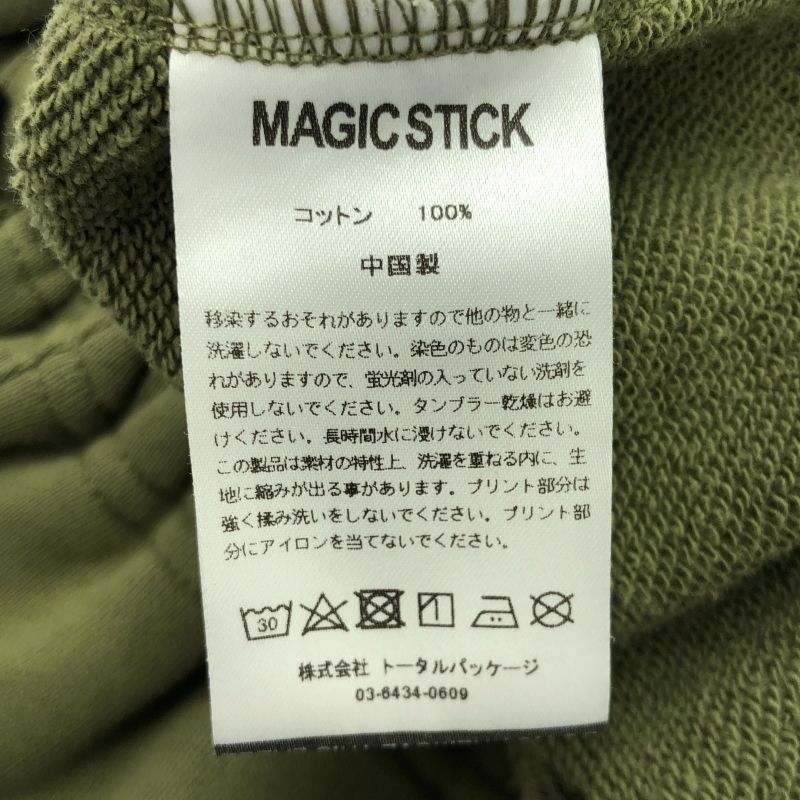 MAGIC STICK
コットン 100%
中国製
移染するおそれがありますので他の物と一緒に
洗濯しないでください。染色のものは変色の恐
れがありますので、蛍光剤の入っていない洗剤を
使用しないでください。タンブラー乾燥はお避
けください。長時間水に浸けないでください。
この製品は素材の特性上、洗濯を重ねる内に、生
地に縮みが出る事があります。プリント部分は
強く揉み洗いをしないでください。プリント部
分にアイロンを当てないでください。
30
株式会社 トータルパッケージ
03-6434-0609